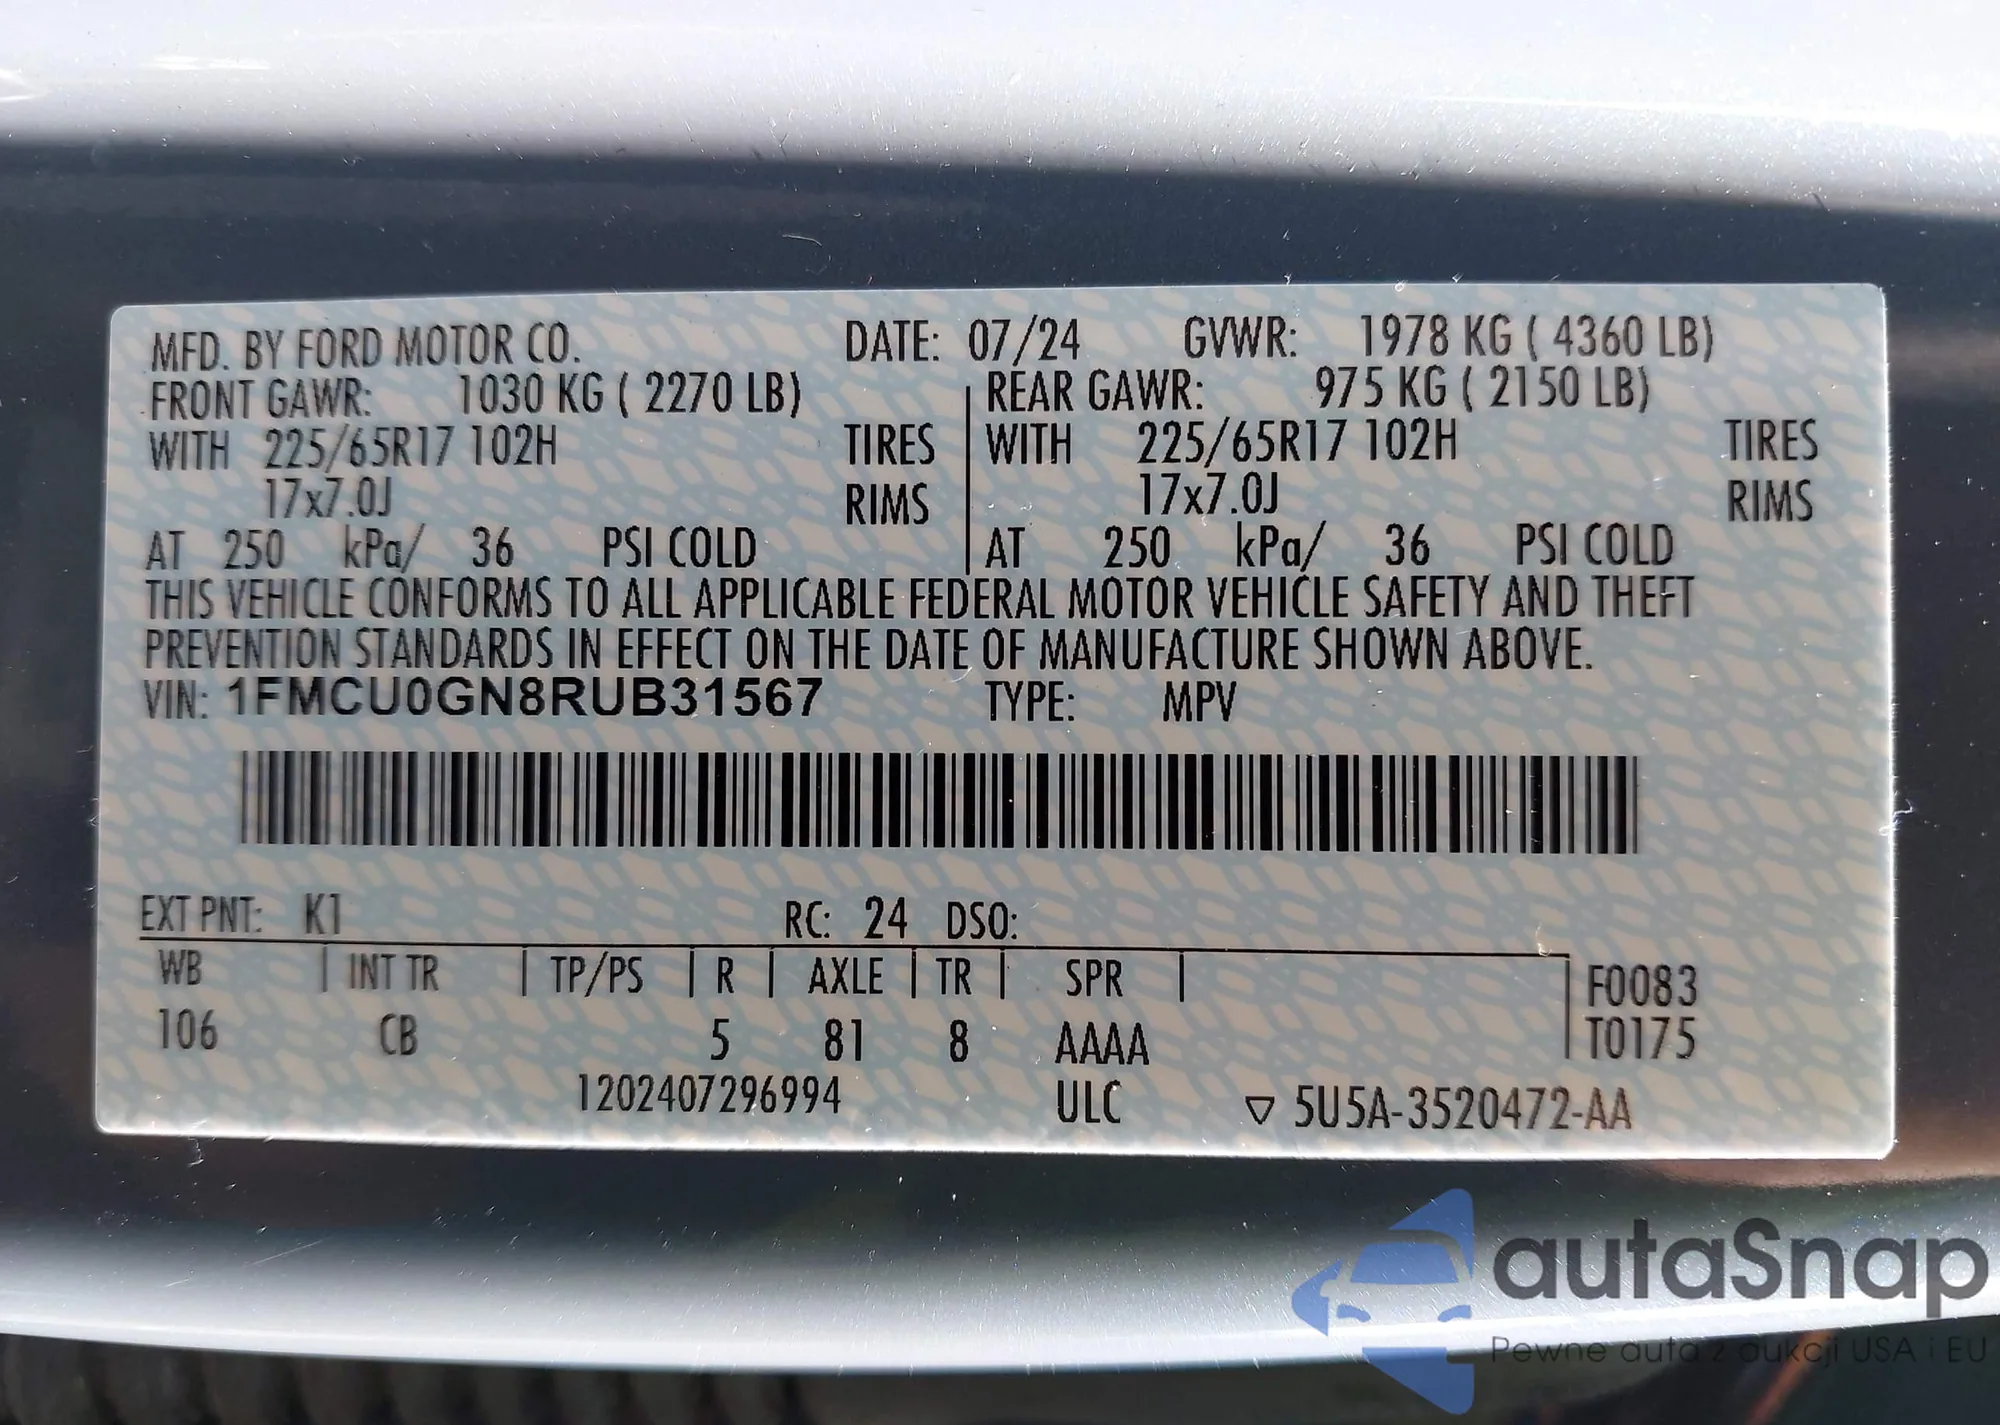 MFD. BY FORD MOTOR CO. DATE: 07/24 GVWR: 1978 KG ( 4360 LB)
FRONT GAWR: 1030 KG ( 2270 LB) REAR GAWR: 975 KG ( 2150 LB)
WITH 225/65R17 102H TIRES WITH 225/65R17 102H TIRES
17x7.0J RIMS 17x7.0J RIMS
AT 250 kPa/ 36 PSI COLD AT 250 kPa/ 36 PSI COLD
THIS VEHICLE CONFORMS TO ALL APPLICABLE FEDERAL MOTOR VEHICLE SAFETY AND THEFT
PREVENTION STANDARDS IN EFFECT ON THE DATE OF MANUFACTURE SHOWN ABOVE.
VIN: 1FMCU0GN8RUB31567 TYPE: MPV
EXT PNT: K1 RC: 24 DSO:
WB INT TR TP/PS R AXLE TR SPR F0083
106 CB 5 81 8 AAAA T0175
1202407296994 ULC ▽ 5U5A-3520472-AA
autaSnap
Pewne auta z aukcji USA i EU